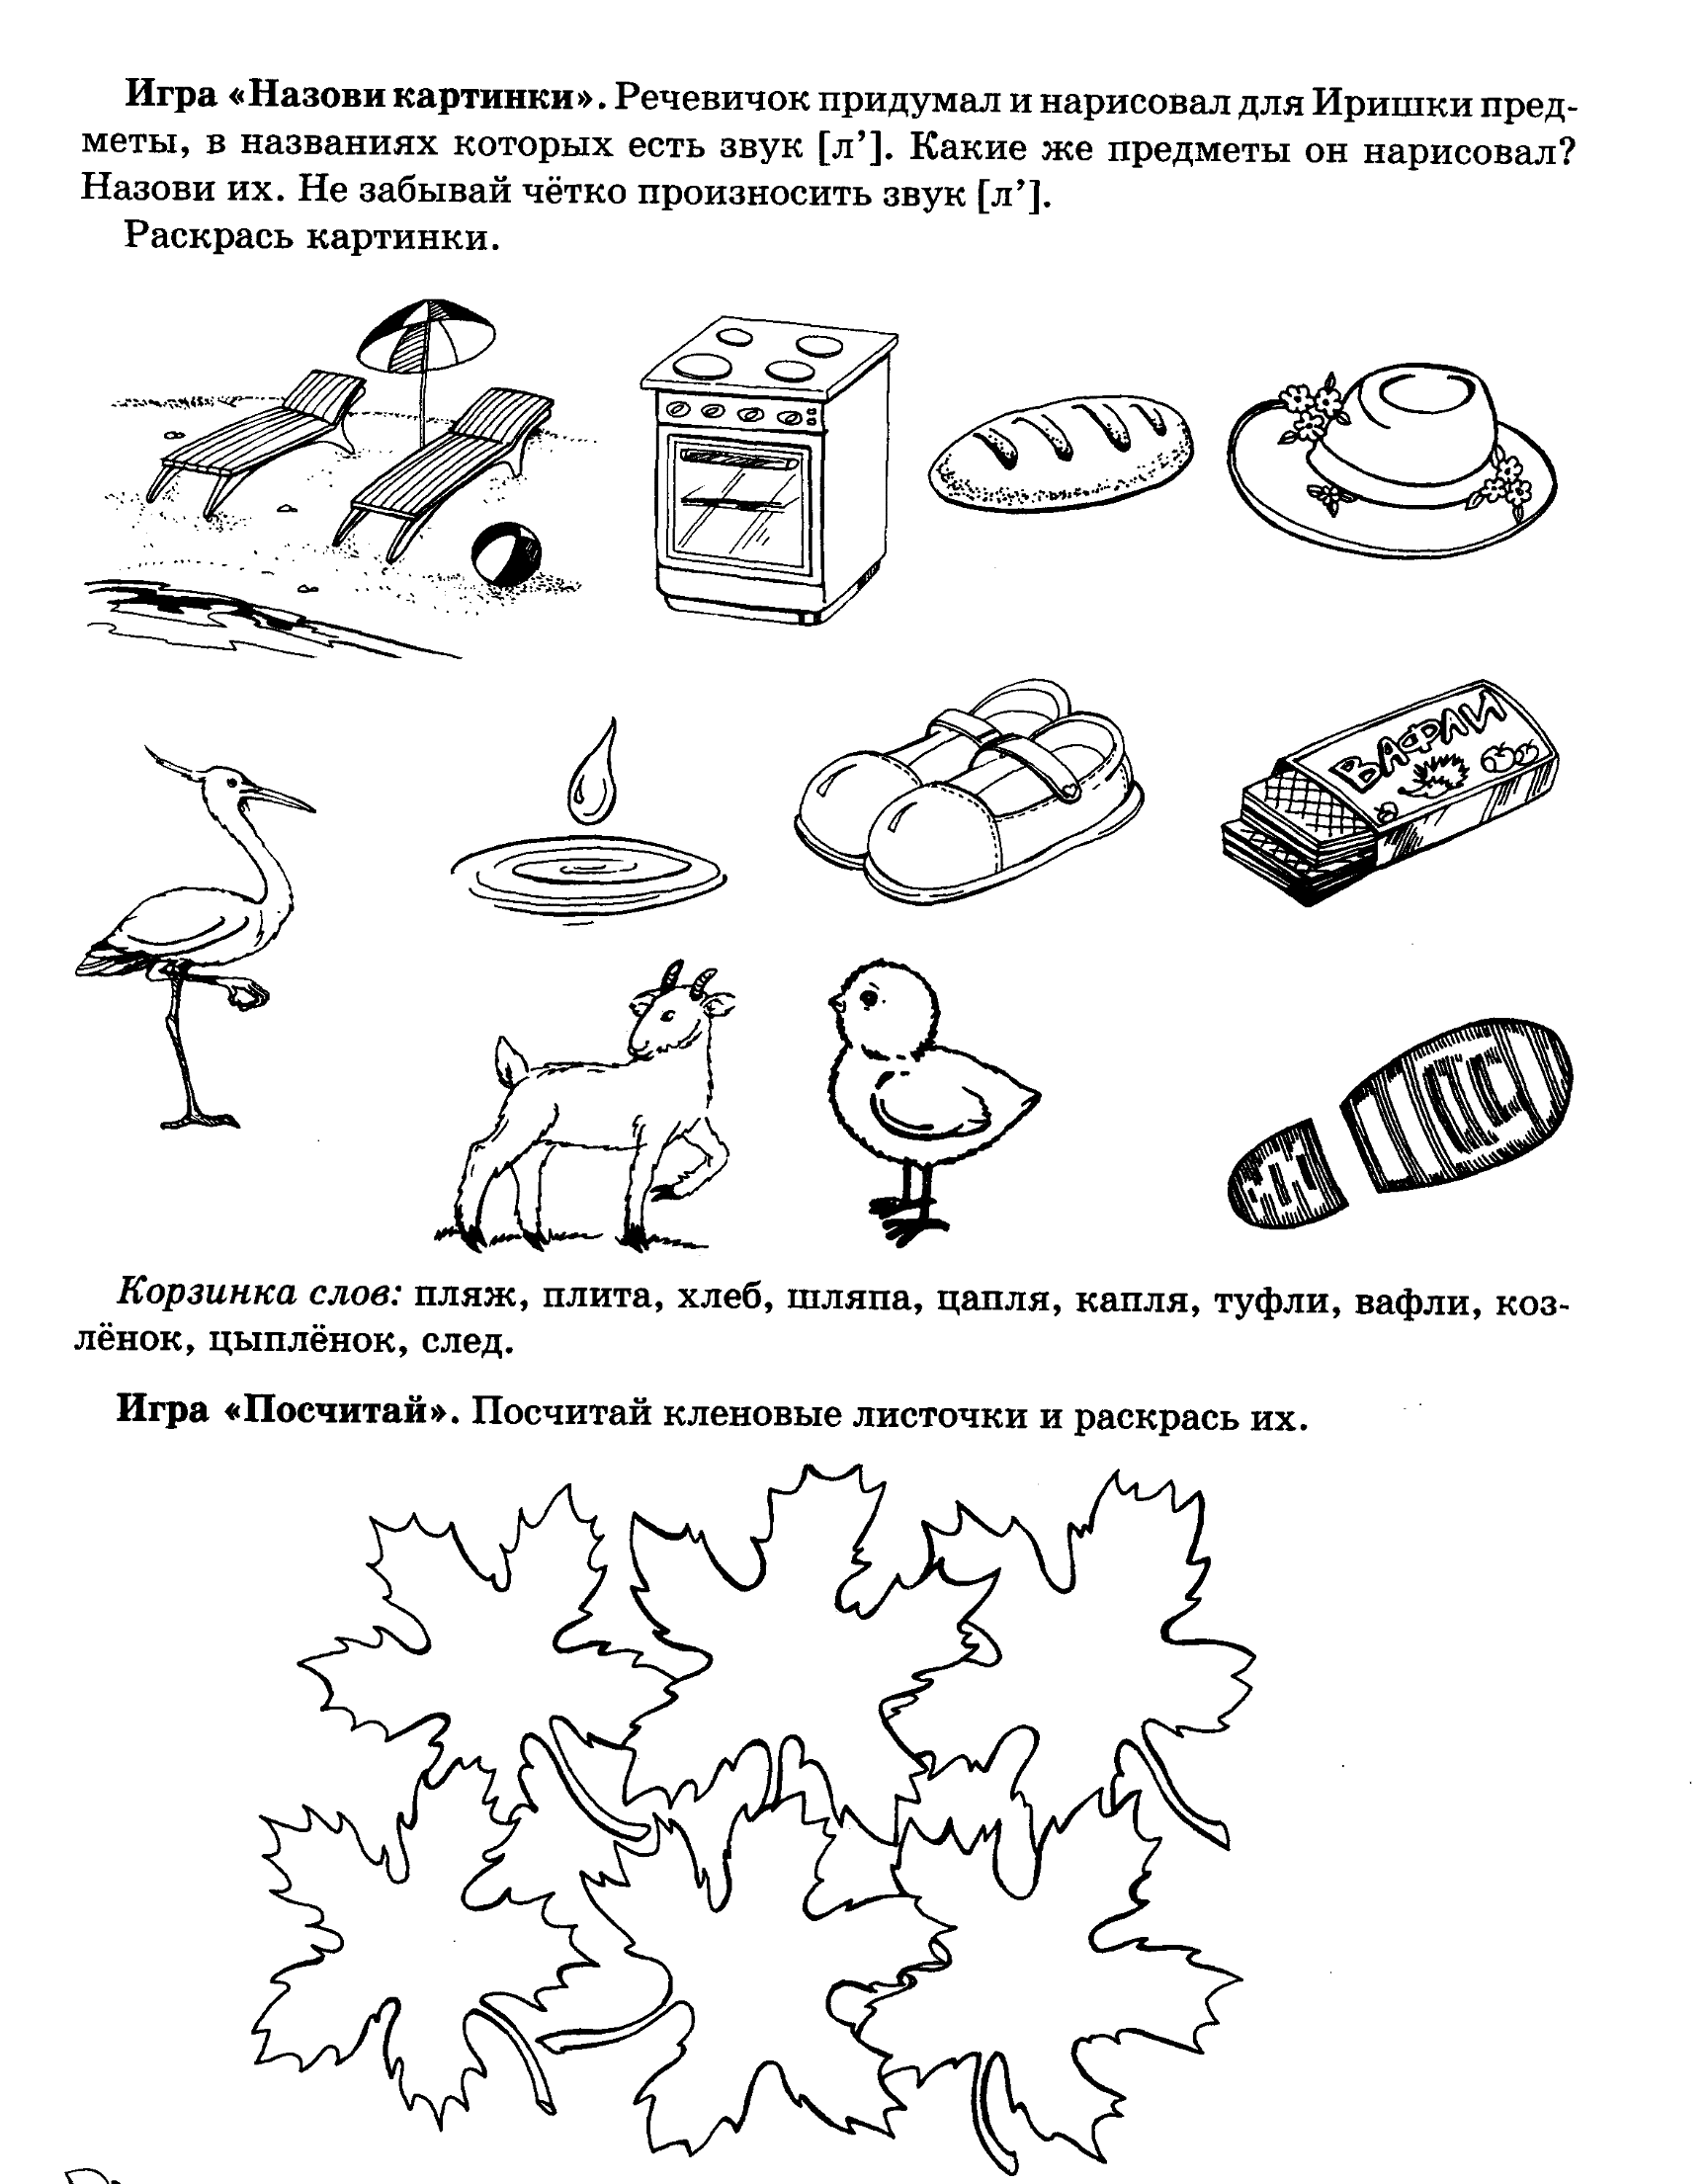 Игра «Назови картинки». Речевичок придумал и нарисовал для Иришки пред-
меты, в названиях которых есть звук [л’]. Какие же предметы он нарисовал?
Назови их. Не забывай чётко произносить звук [л’].
Раскрась картинки.
ВАФЛИ
Корзинка слов: пляж, плита, хлеб, шляпа, цапля, капля, туфли, вафли, коз-
лёнок, цыплёнок, след.
Игра «Посчитай». Посчитай кленовые листочки и раскрась их.